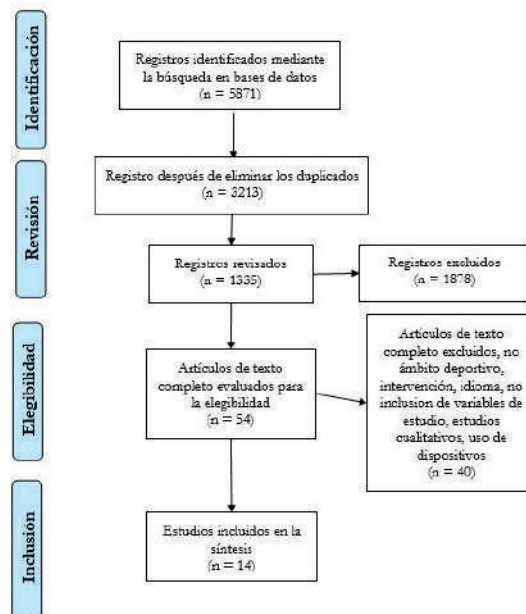 Identificación
Registros identificados mediante
la búsqueda en bases de datos
(n = 5871)
Revisión
Registro después de eliminar los duplicados
(n = 3213)
Registros revisados
(n = 1335)
Registros excluidos
(n = 1878)
Elegibilidad
Artículos de texto
completo evaluados para
la elegibilidad
(n = 54)
Artículos de texto
completo excluidos, no
ámbito deportivo,
intervención, idioma, no
inclusion de variables de
estudio, estudios
cualitativos, uso de
dispositivos
(n = 40)
Inclusión
Estudios incluidos en la
síntesis
(n = 14)